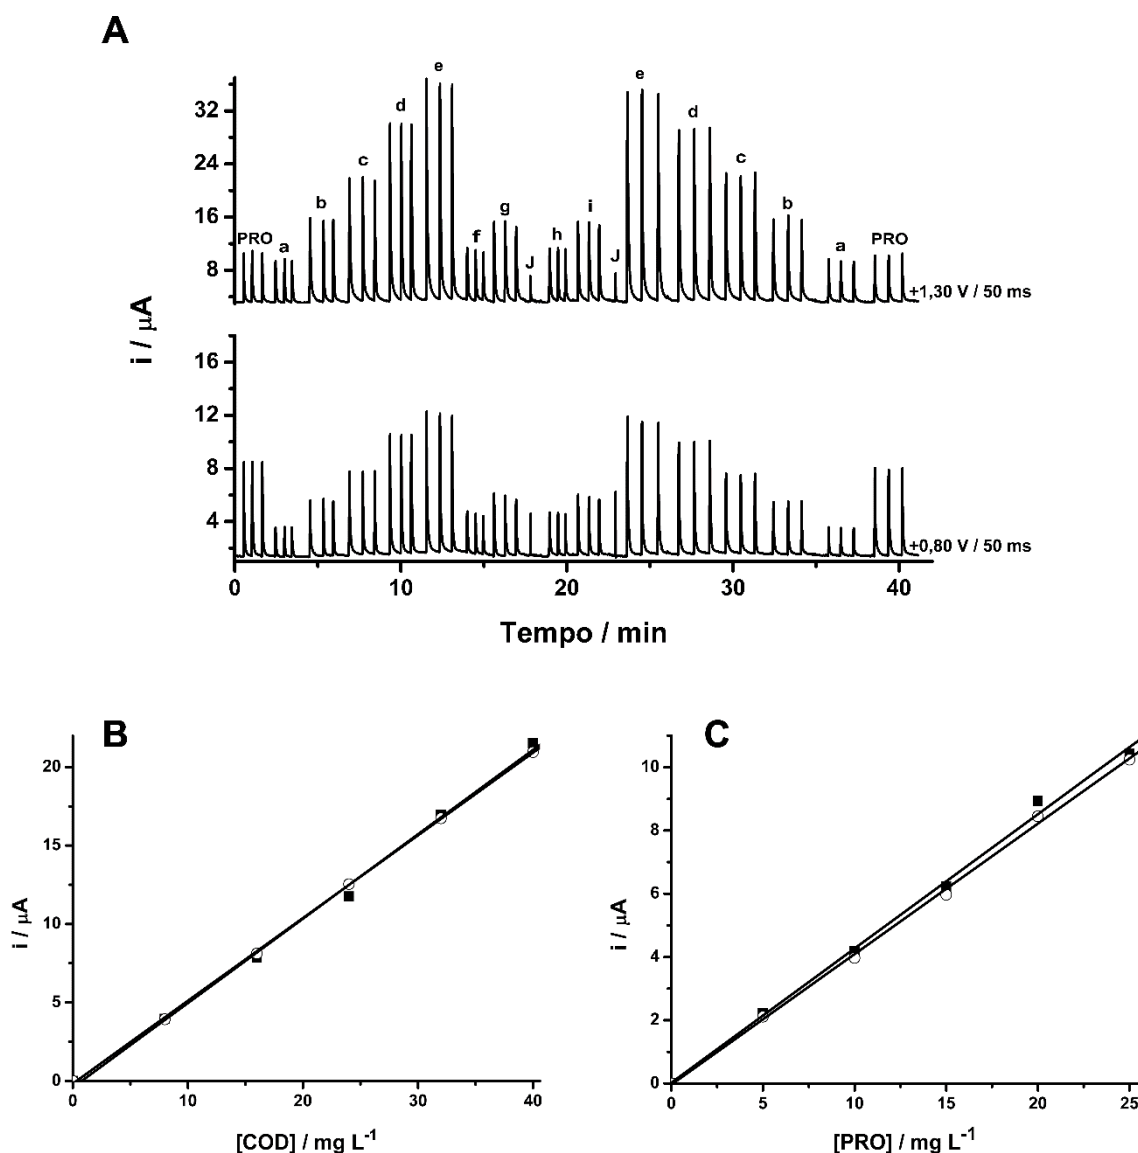 A
e
e
d
d
c
c
b
b
g
i
PRO
a
f
h
J
J
a
PRO
32
24
16
8
+1,30 V / 50 ms
i / µA
16
12
8
4
+0,80 V / 50 ms
0
10
20
30
40
Tempo / min
B
20
15
10
5
0
i / µA
0
10
20
30
40
[COD] / mg L⁻¹
C
10
8
6
4
2
0
i / µA
0
5
10
15
20
25
[PRO] / mg L⁻¹